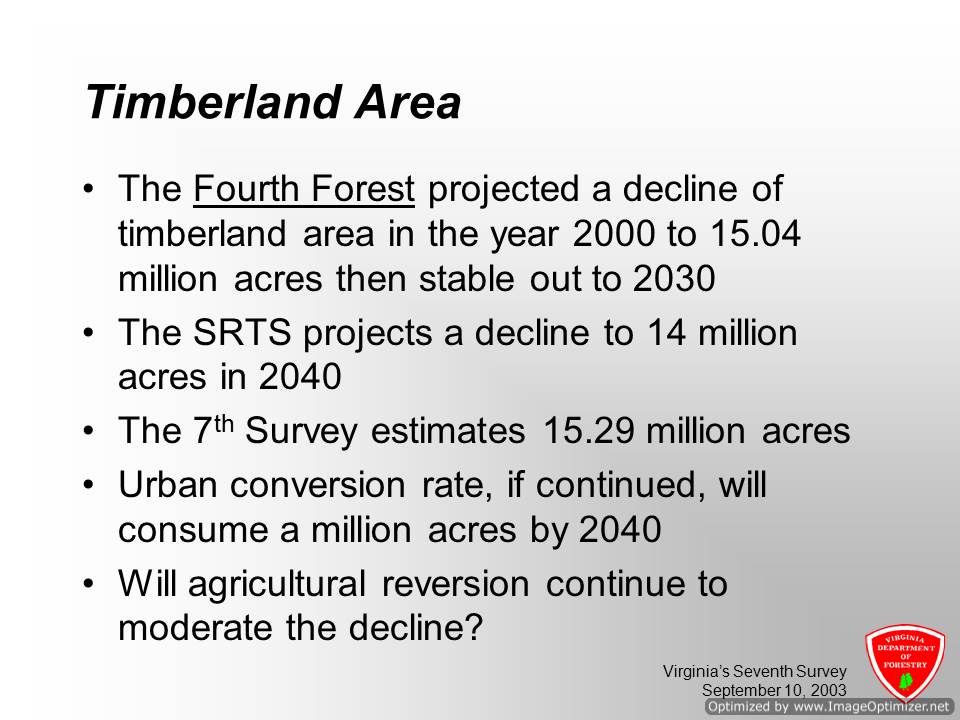 Timberland Area
• The Fourth Forest projected a decline of
timberland area in the year 2000 to 15.04
million acres then stable out to 2030
• The SRTS projects a decline to 14 million
acres in 2040
• The 7th Survey estimates 15.29 million acres
• Urban conversion rate, if continued, will
consume a million acres by 2040
• Will agricultural reversion continue to
moderate the decline?
Virginia's Seventh Survey
September 10, 2003
VIRGINIA
DEPARTMENT
OF
FORESTRY
Optimized by www.ImageOptimizer.net